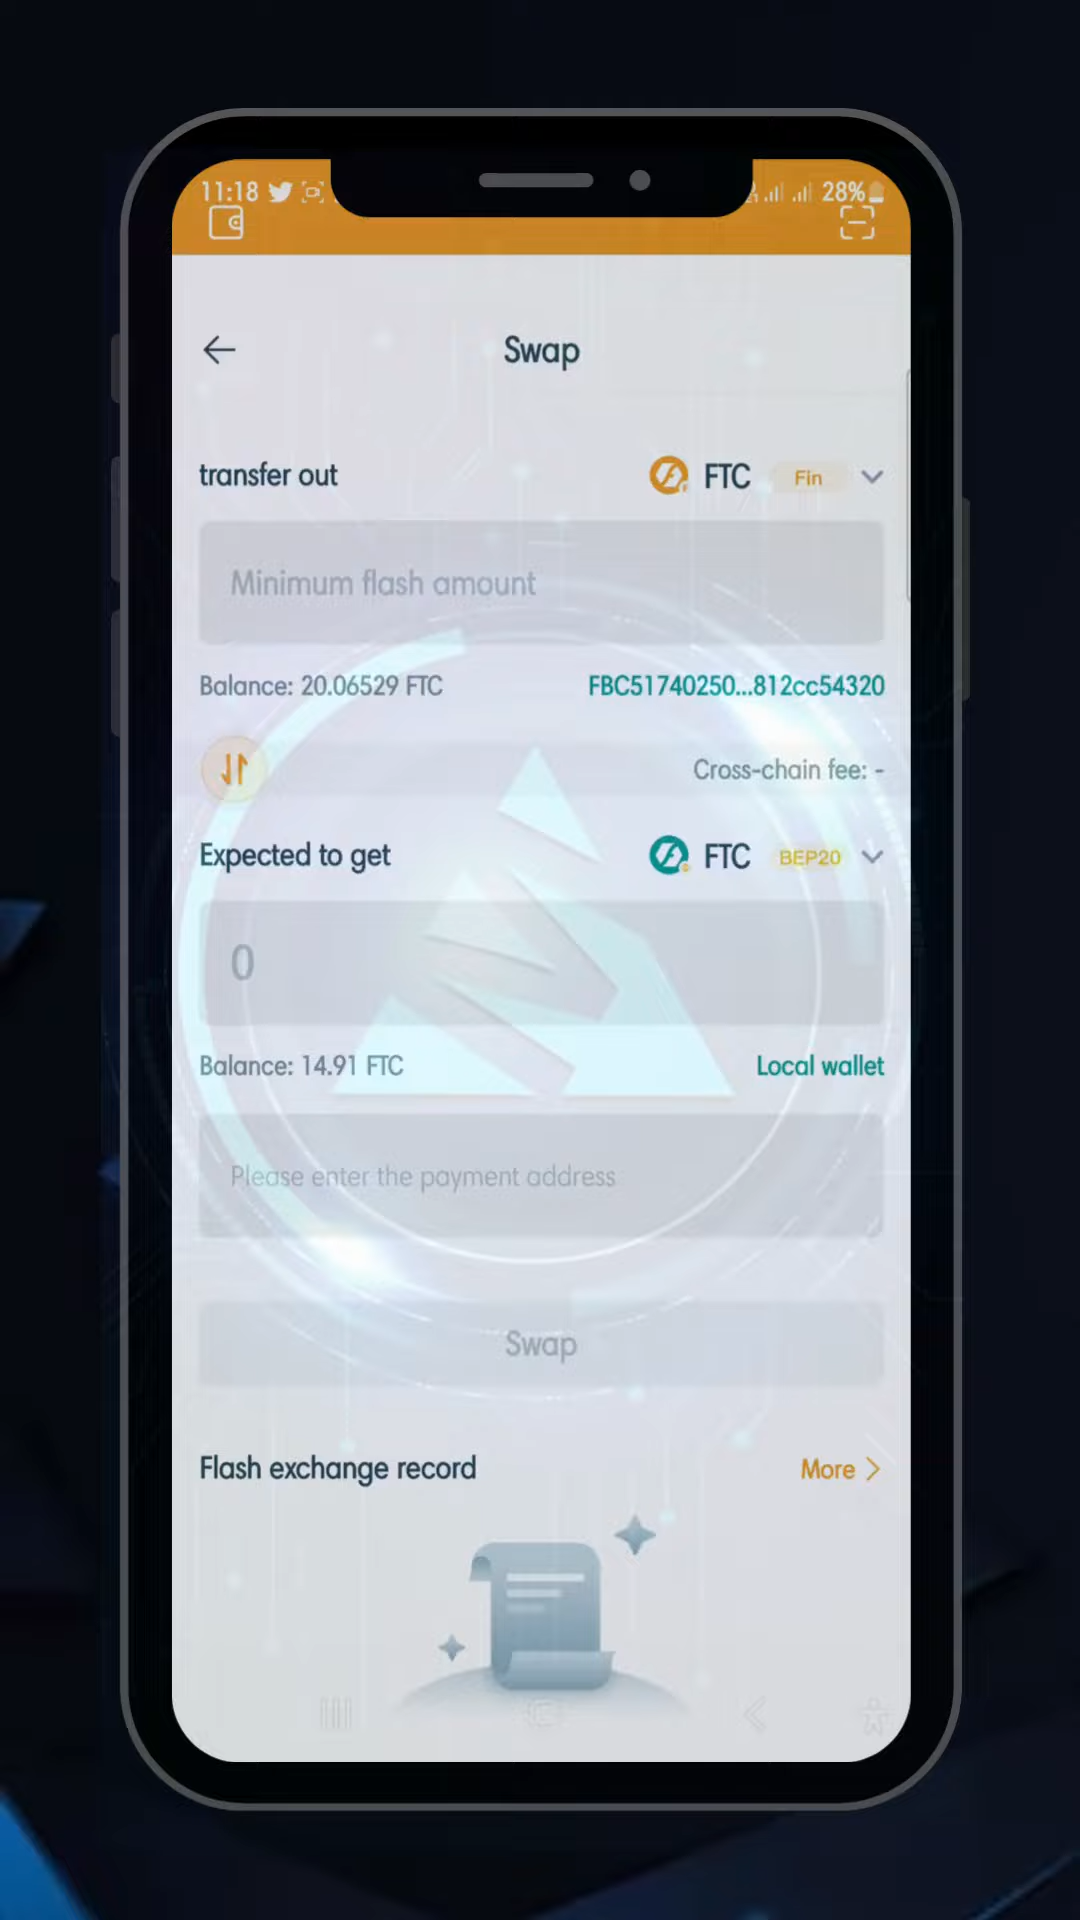 11:18 28%
Swap
transfer out FTC Fin
Minimum flash amount
Balance: 20.06529 FTC FBC51740250...812cc54320
Cross-chain fee: -
Expected to get FTC BEP20
0
Balance: 14.91 FTC Local wallet
Please enter the payment address
Swap
Flash exchange record More